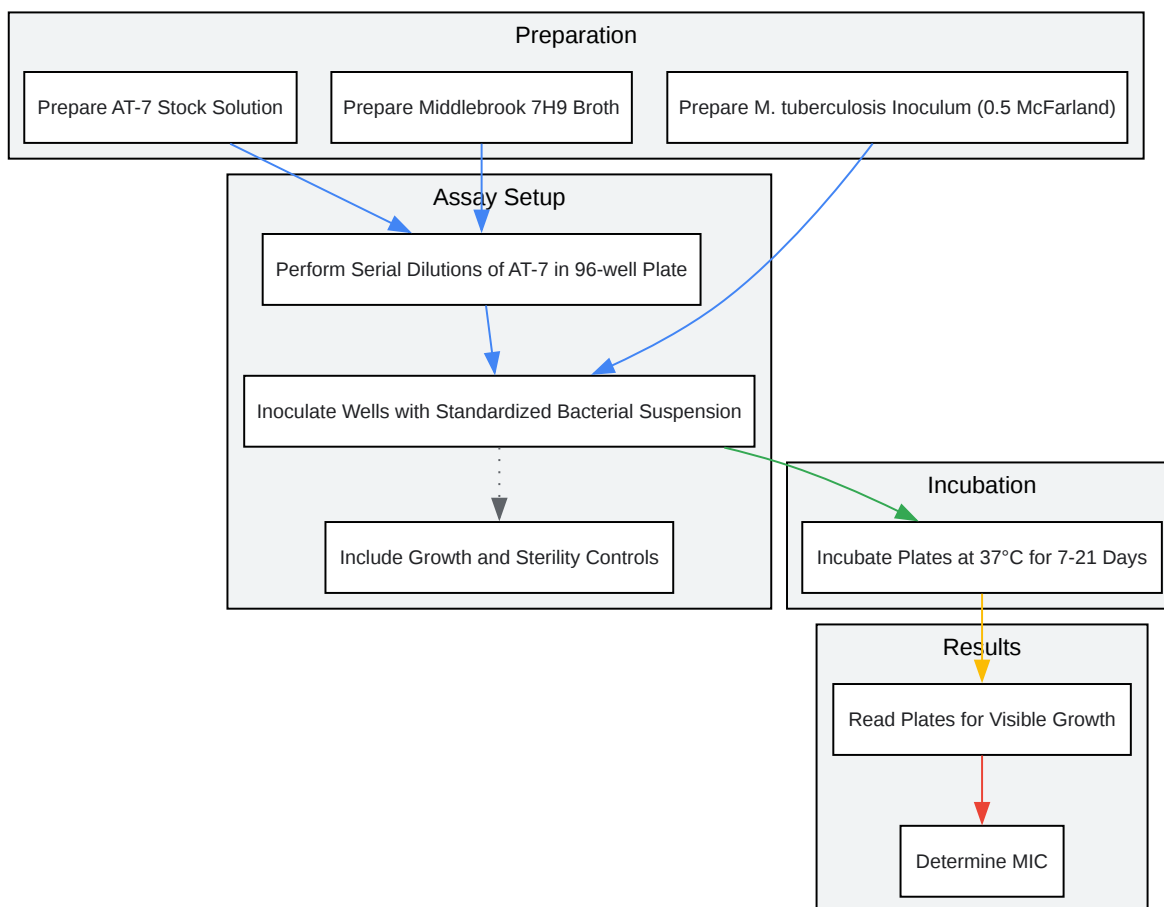 Preparation
Prepare AT-7 Stock Solution
Prepare Middlebrook 7H9 Broth
Prepare M. tuberculosis Inoculum (0.5 McFarland)
Assay Setup
Perform Serial Dilutions of AT-7 in 96-well Plate
Inoculate Wells with Standardized Bacterial Suspension
Include Growth and Sterility Controls
Incubation
Incubate Plates at 37°C for 7-21 Days
Results
Read Plates for Visible Growth
Determine MIC